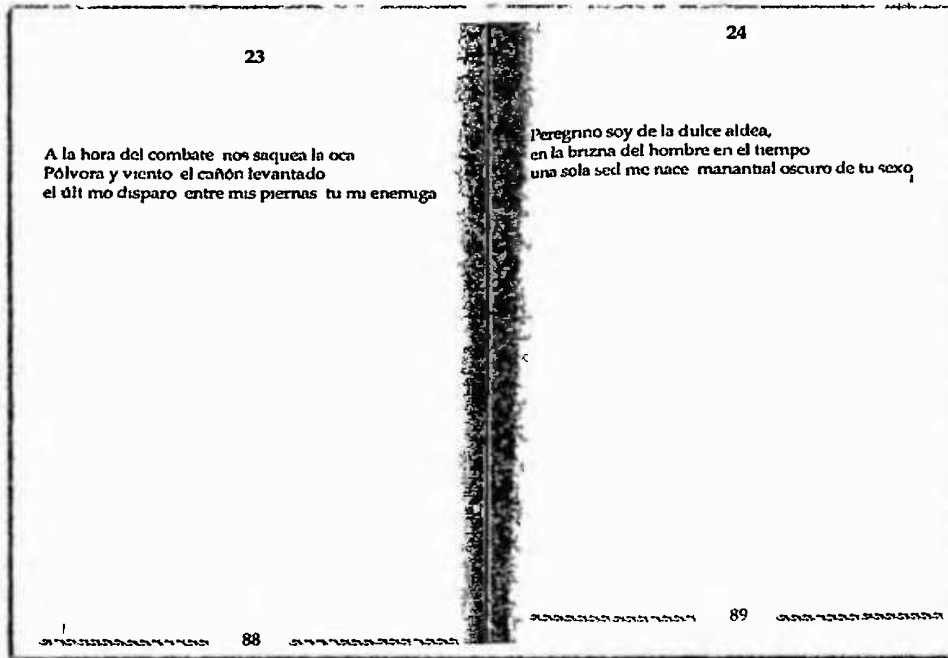 23
A la hora del combate nos saquea la oca
Pólvora y viento el cañón levantado
el últ mo disparo entre mis piernas tu mi enemiga
88
24
Peregrino soy de la dulce aldea,
en la brizna del hombre en el tiempo
una sola sed me nace manantial oscuro de tu sexo
89